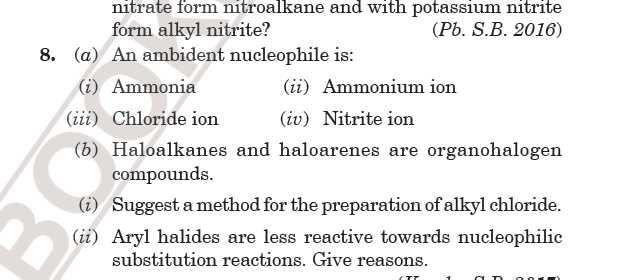 nitrate form nitroalkane and with potassium nitrite
form alkyl nitrite? (Pb. S.B. 2016)
8. (a) An ambident nucleophile is:
(i) Ammonia (ii) Ammonium ion
(iii) Chloride ion (iv) Nitrite ion
(b) Haloalkanes and haloarenes are organohalogen
compounds.
(i) Suggest a method for the preparation of alkyl chloride.
(ii) Aryl halides are less reactive towards nucleophilic
substitution reactions. Give reasons.
BOOK